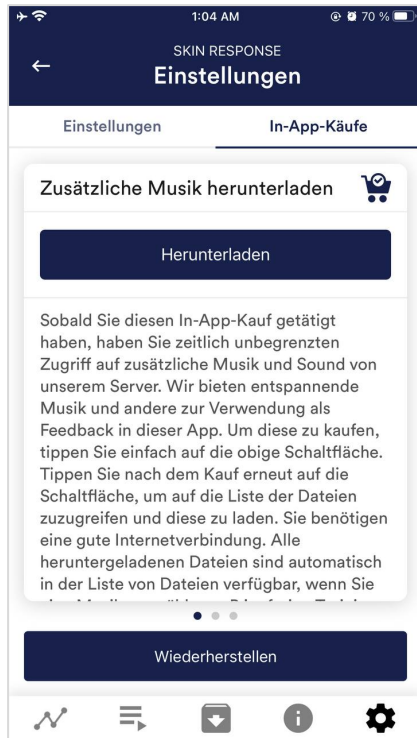 1:04 AM 70 %
SKIN RESPONSE
Einstellungen
Einstellungen In-App-Käufe
Zusätzliche Musik herunterladen
Herunterladen
Sobald Sie diesen In-App-Kauf getätigt
haben, haben Sie zeitlich unbegrenzten
Zugriff auf zusätzliche Musik und Sound von
unserem Server. Wir bieten entspannende
Musik und andere zur Verwendung als
Feedback in dieser App. Um diese zu kaufen,
tippen Sie einfach auf die obige Schaltfläche.
Tippen Sie nach dem Kauf erneut auf die
Schaltfläche, um auf die Liste der Dateien
zuzugreifen und diese zu laden. Sie benötigen
eine gute Internetverbindung. Alle
heruntergeladenen Dateien sind automatisch
in der Liste von Dateien verfügbar, wenn Sie
Wiederherstellen